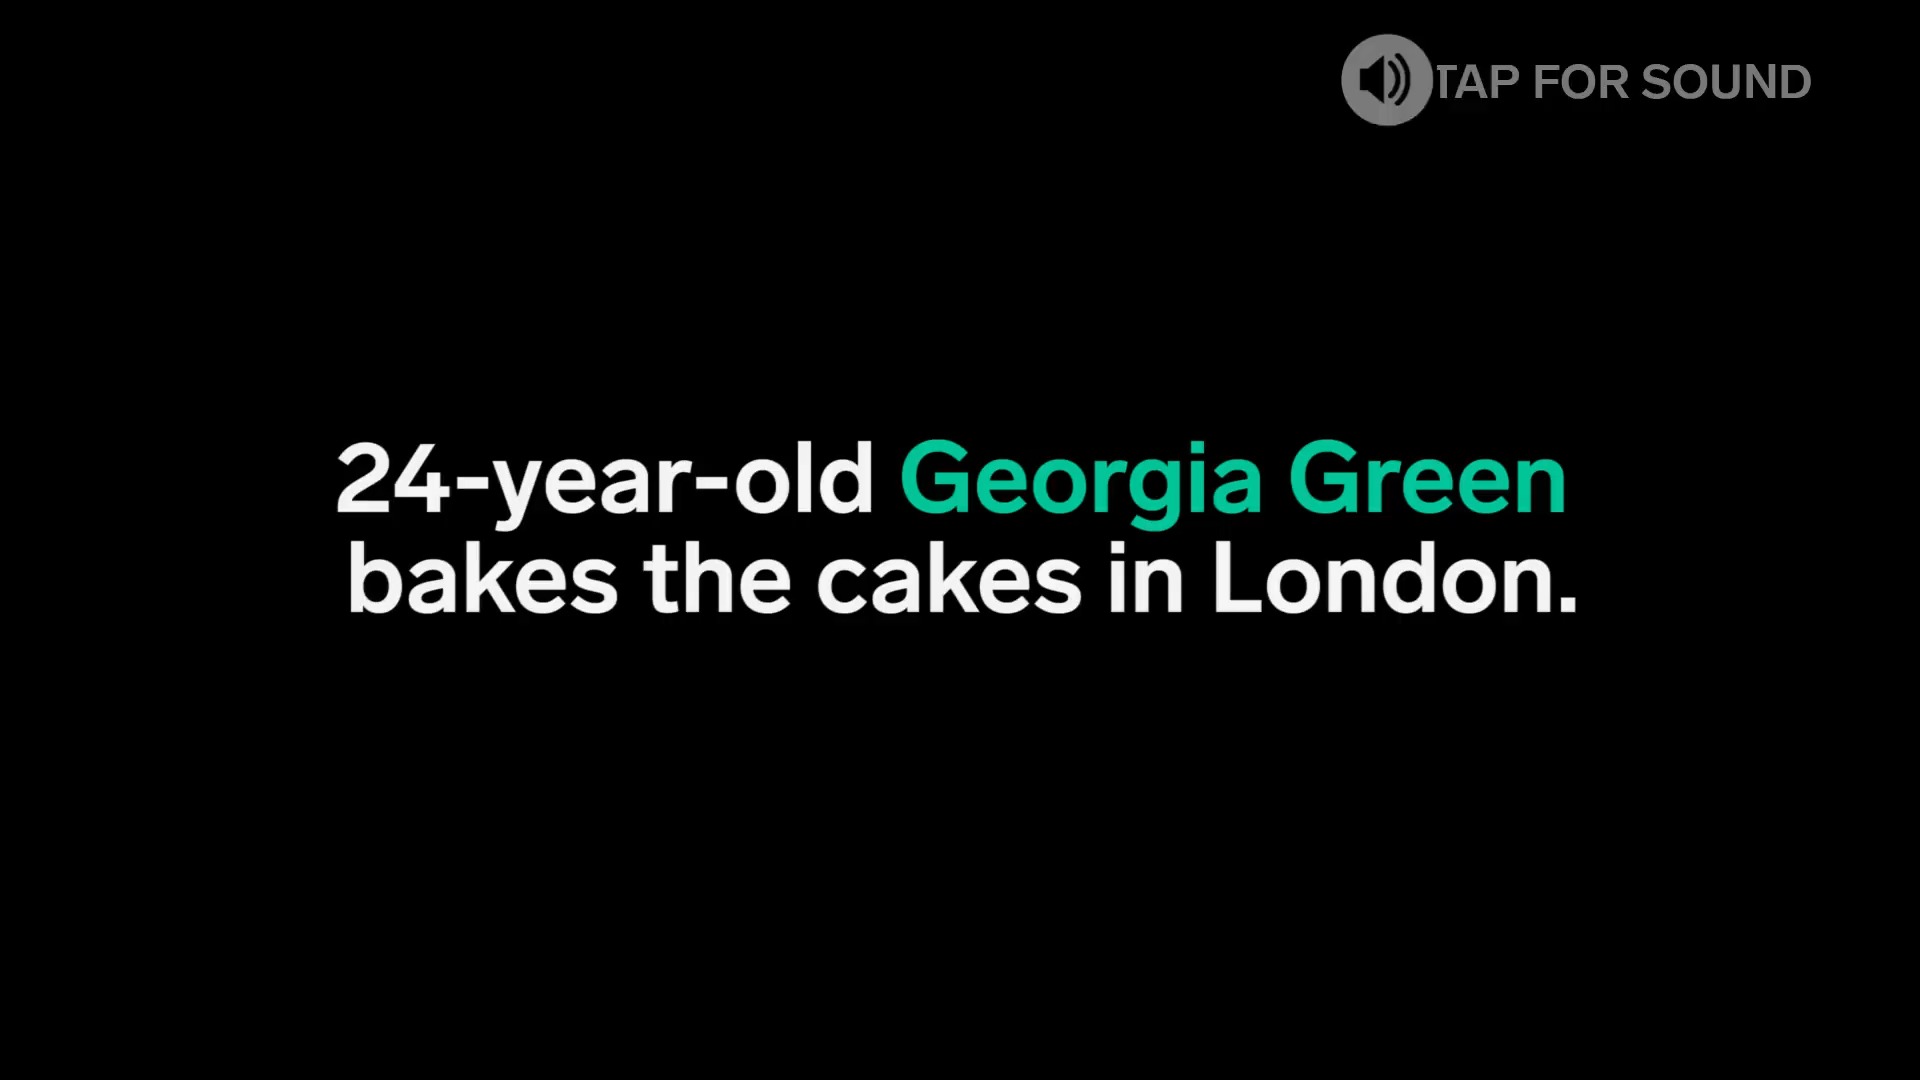 TAP FOR SOUND
24-year-old Georgia Green
bakes the cakes in London.